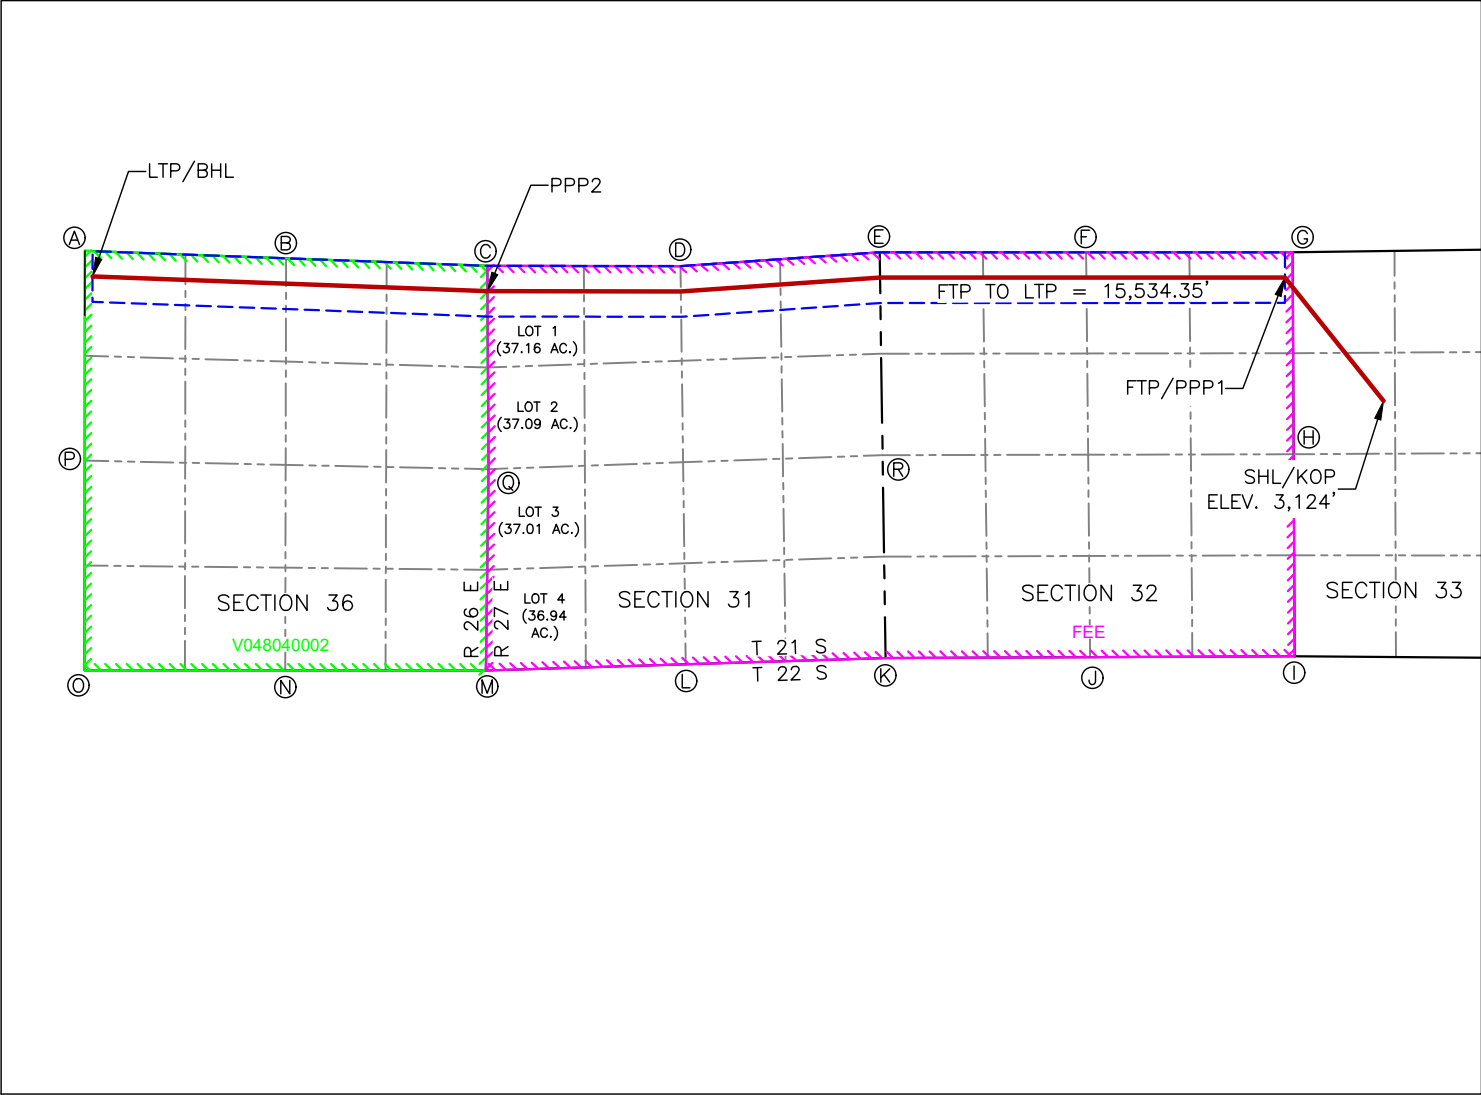 LTP/BHL
PPP2
A
B
C
D
E
F
G
FTP TO LTP = 15,534.35'
LOT 1
(37.16 AC.)
FTP/PPP1
LOT 2
(37.09 AC.)
H
P
Q
R
SHL/KOP
ELEV. 3,124'
LOT 3
(37.01 AC.)
SECTION 36
R 26 E
R 27 E
LOT 4
(36.94
AC.)
SECTION 31
SECTION 32
SECTION 33
V048040002
FEE
T 21 S
T 22 S
O
N
M
L
K
J
I